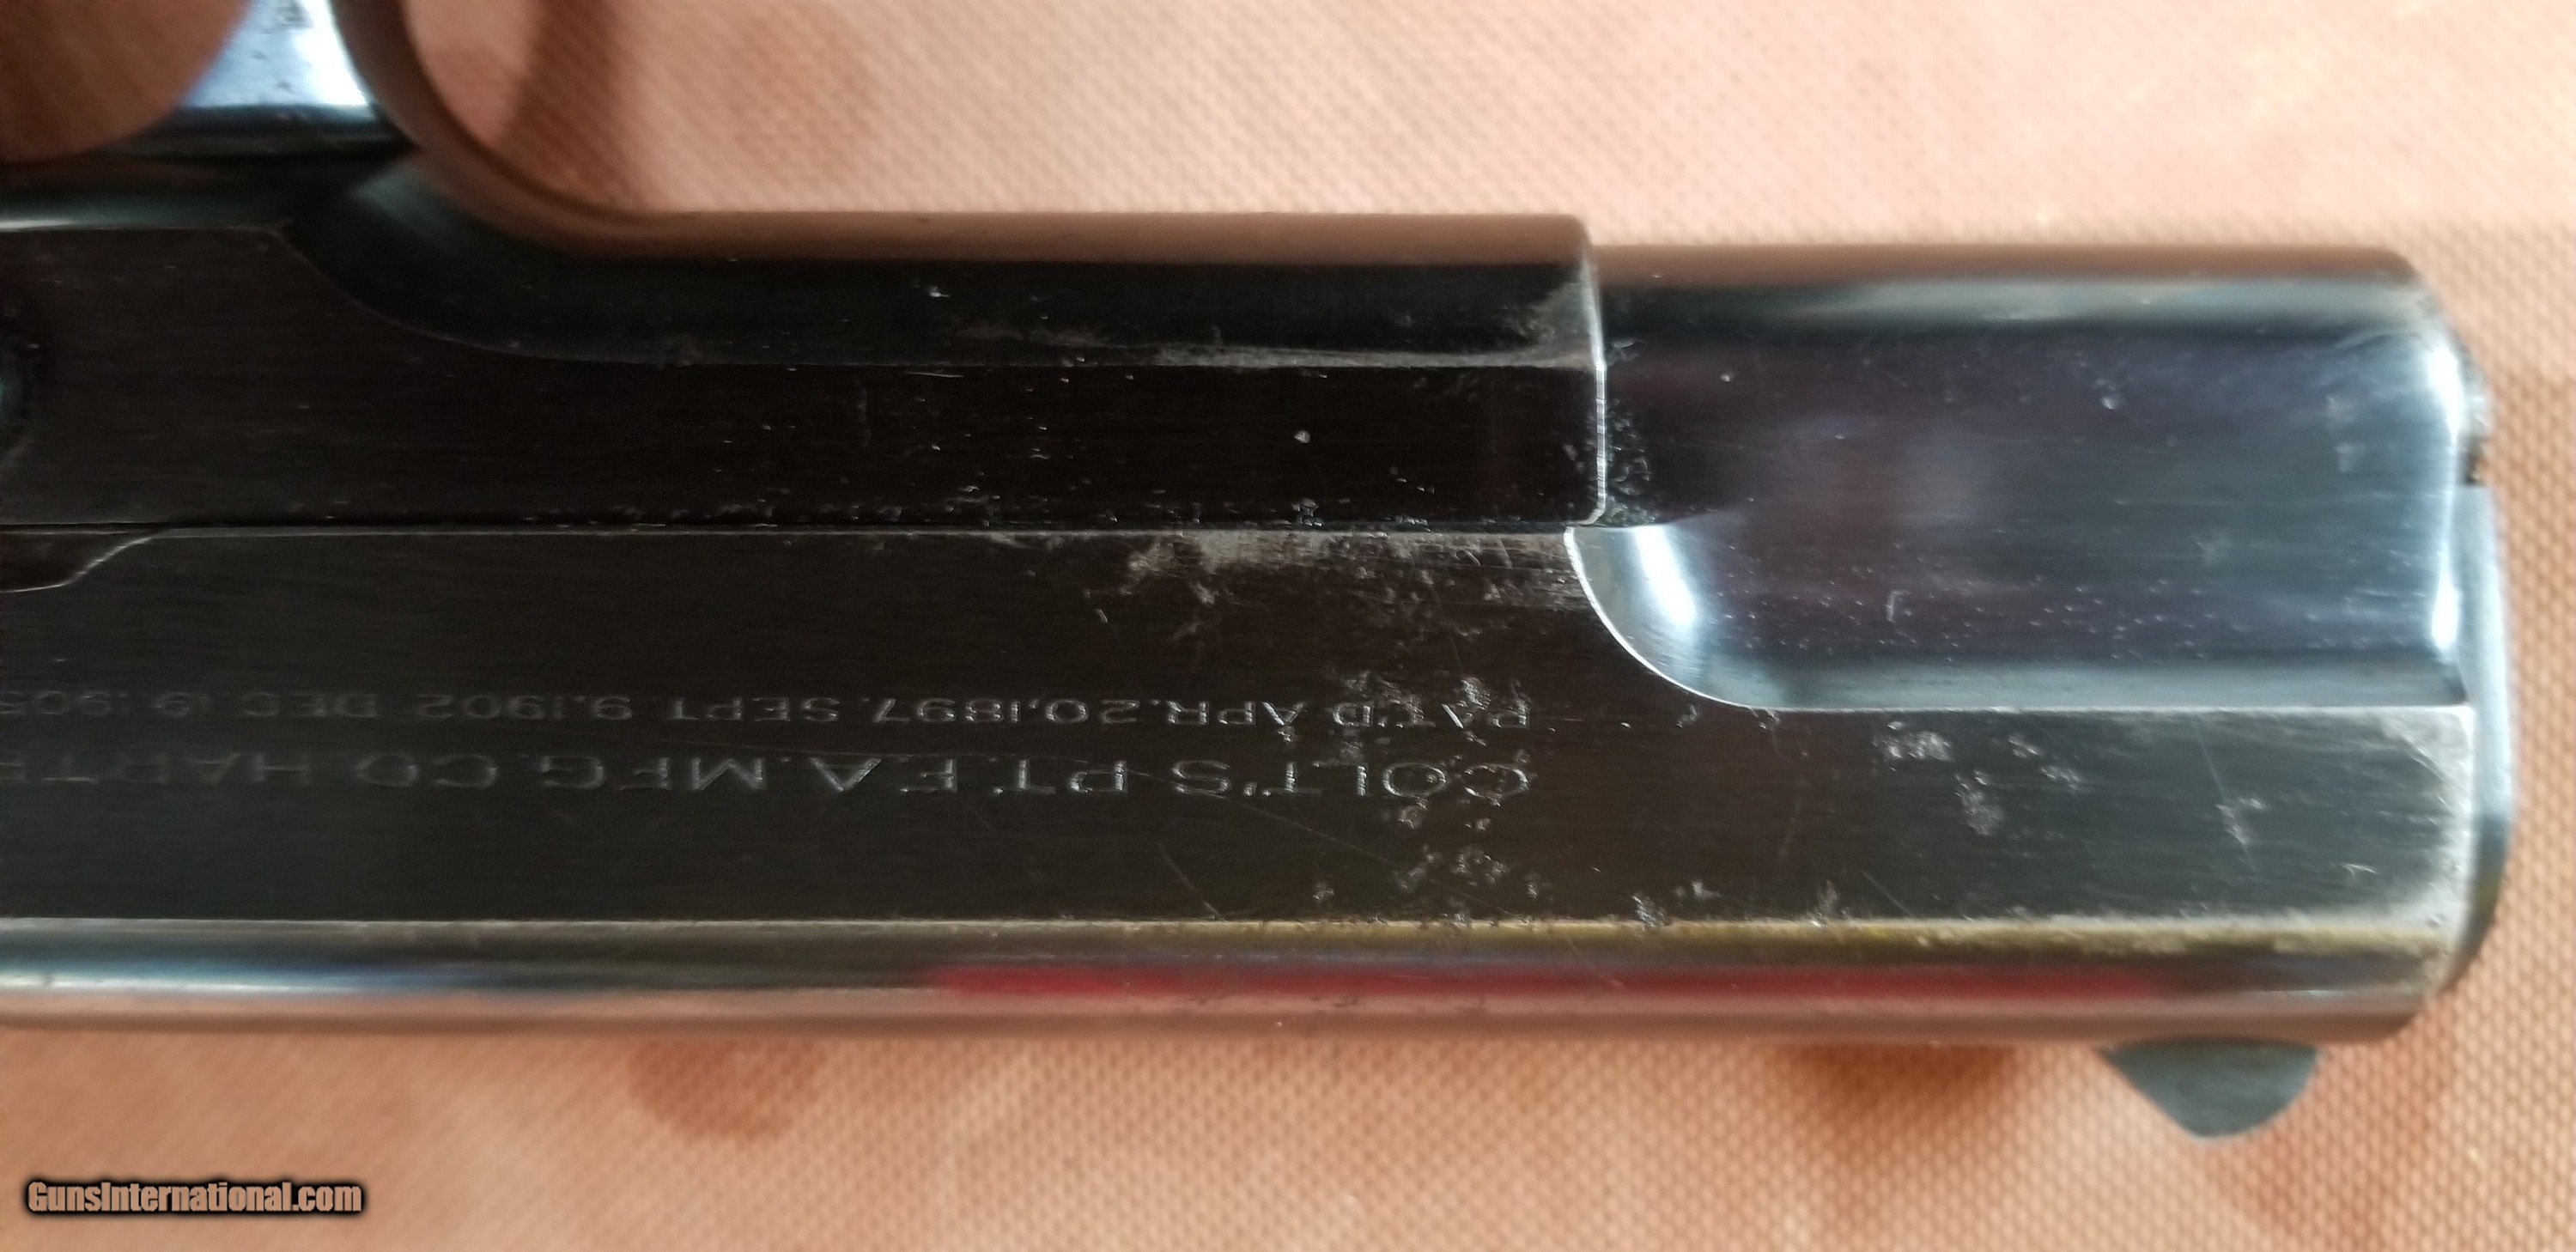 COLT'S PT. F. A. MFG. CO. HARTF
PAT'D APR. 20, 1897. SEPT 9, 1902 DEC. 19, 1905
GunsInternational.com